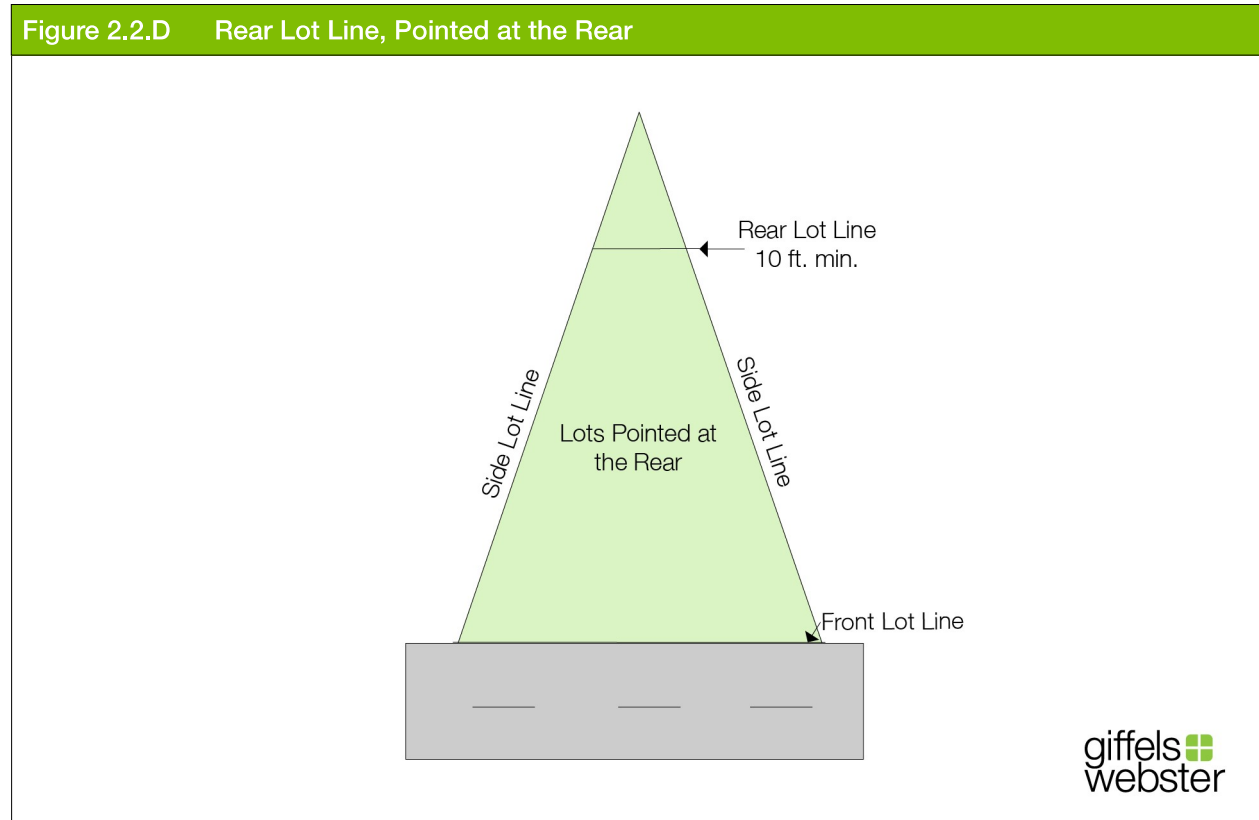 Figure 2.2.D Rear Lot Line, Pointed at the Rear
Rear Lot Line
10 ft. min.
Side Lot Line
Side Lot Line
Lots Pointed at
the Rear
Front Lot Line
giffels
webster